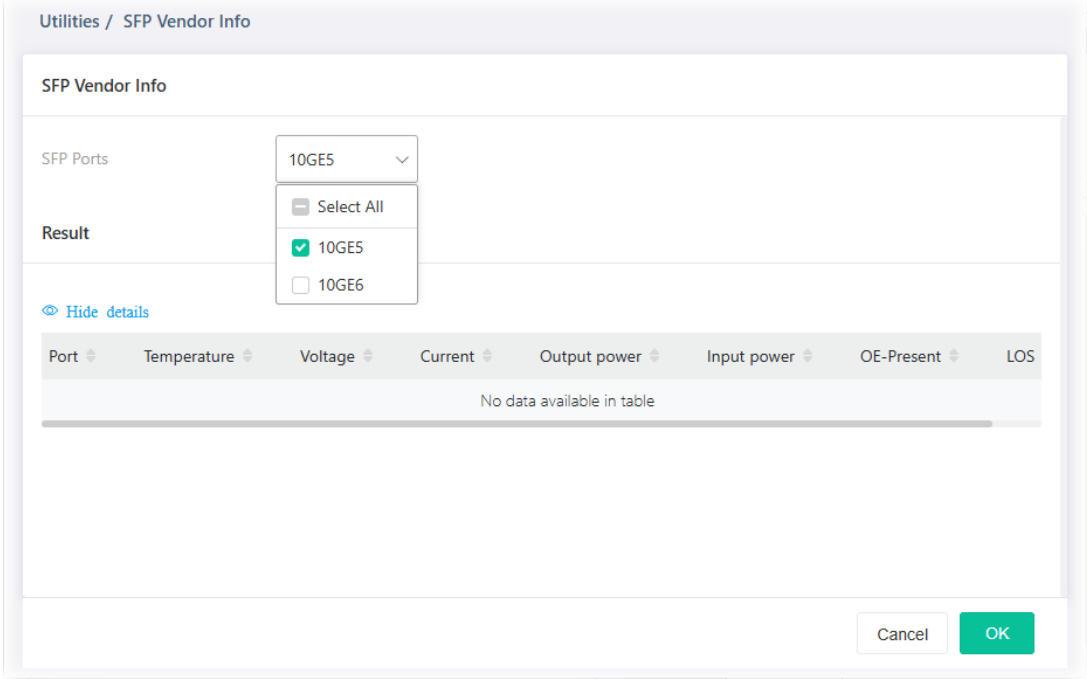 Utilities / SFP Vendor Info
SFP Vendor Info
SFP Ports
10GE5
Select All
Result
10GE5
10GE6
Hide details
Port Temperature Voltage Current Output power Input power OE-Present LOS
No data available in table
Cancel OK